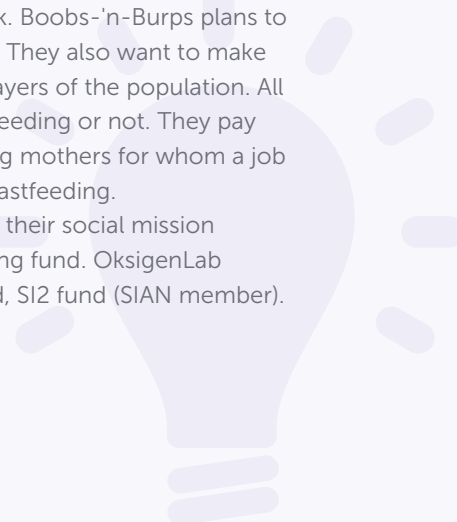 k. Boobs-'n-Burps plans to
They also want to make
ayers of the population. All
eeding or not. They pay
g mothers for whom a job
astfeeding.
their social mission
ng fund. OksigenLab
d, SI2 fund (SIAN member).